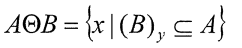 AΘB = {x | (B)_y ⊆ A}